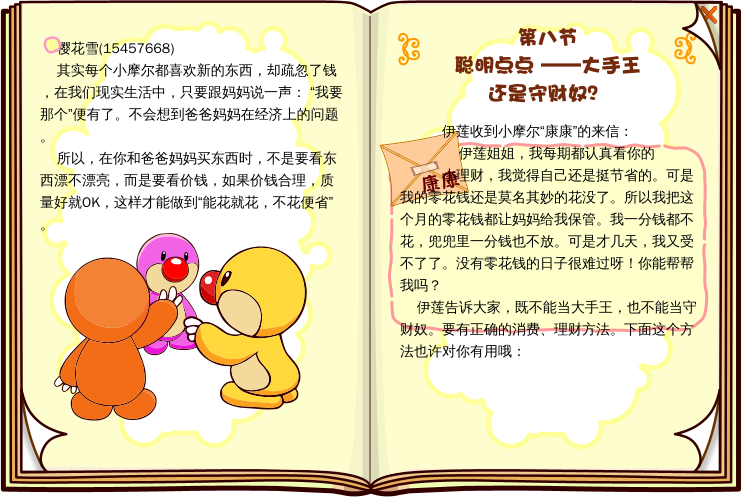 樱花雪(15457668)
其实每个小摩尔都喜欢新的东西，却疏忽了钱
，在我们现实生活中，只要跟妈妈说一声： “我要
那个”便有了。不会想到爸爸妈妈在经济上的问题
。
所以，在你和爸爸妈妈买东西时，不是要看东
西漂不漂亮，而是要看价钱，如果价钱合理，质
量好就OK，这样才能做到“能花就花，不花便省”
。
第八节
聪明点点 ——大手王
还是守财奴？
伊莲收到小摩尔“康康”的来信：
伊莲姐姐，我每期都认真看你的
理财，我觉得自己还是挺节省的。可是
我的零花钱还是莫名其妙的花没了。所以我把这
个月的零花钱都让妈妈给我保管。我一分钱都不
花，兜兜里一分钱也不放。可是才几天，我又受
不了了。没有零花钱的日子很难过呀！你能帮帮
我吗？
康康
伊莲告诉大家，既不能当大手王，也不能当守
财奴。要有正确的消费、理财方法。下面这个方
法也许对你有用哦：